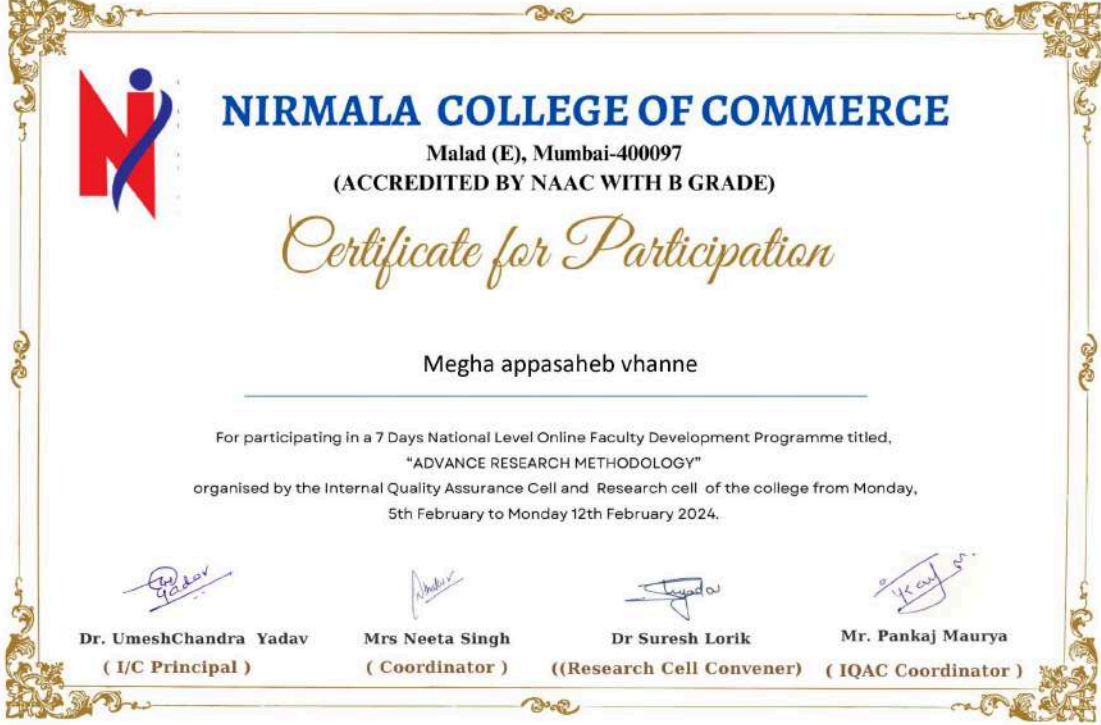 NIRMALA COLLEGE OF COMMERCE
Malad (E), Mumbai-400097
(ACCREDITED BY NAAC WITH B GRADE)
Certificate for Participation
Megha appasaheb vhanne
For participating in a 7 Days National Level Online Faculty Development Programme titled,
“ADVANCE RESEARCH METHODOLOGY”
organised by the Internal Quality Assurance Cell and Research cell of the college from Monday,
5th February to Monday 12th February 2024.
Dr. UmeshChandra Yadav Mrs Neeta Singh Dr Suresh Lorik Mr. Pankaj Maurya
( I/C Principal ) ( Coordinator ) ((Research Cell Convener) ( IQAC Coordinator )